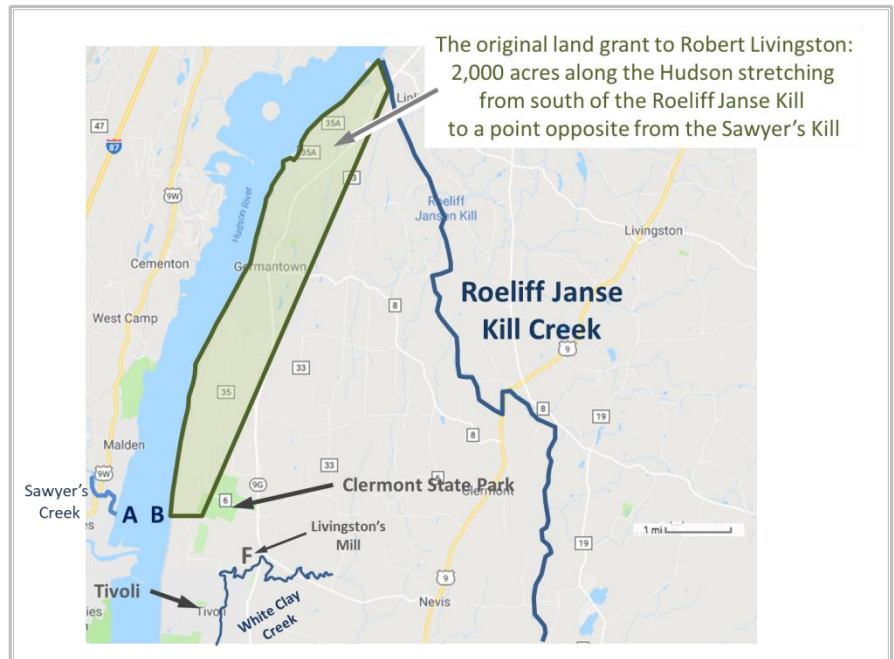 The original land grant to Robert Livingston:
2,000 acres along the Hudson stretching
from south of the Roeliff Janse Kill
to a point opposite from the Sawyer's Kill
47
87
9W
35A
35A
Hudson River
Roeliff
Jansen Kill
Livingston
Cementon
Germantown
Roeliff Janse
Kill Creek
8
West Camp
9
33
35
8
19
8
Malden
33
9W
9G
Sawyer's
Creek
A B
6
Clermont State Park
Clermont
Livingston's
Mill
1 mi
19
F
Tivoli
Tivoli
White Clay
Creek
9
Nevis